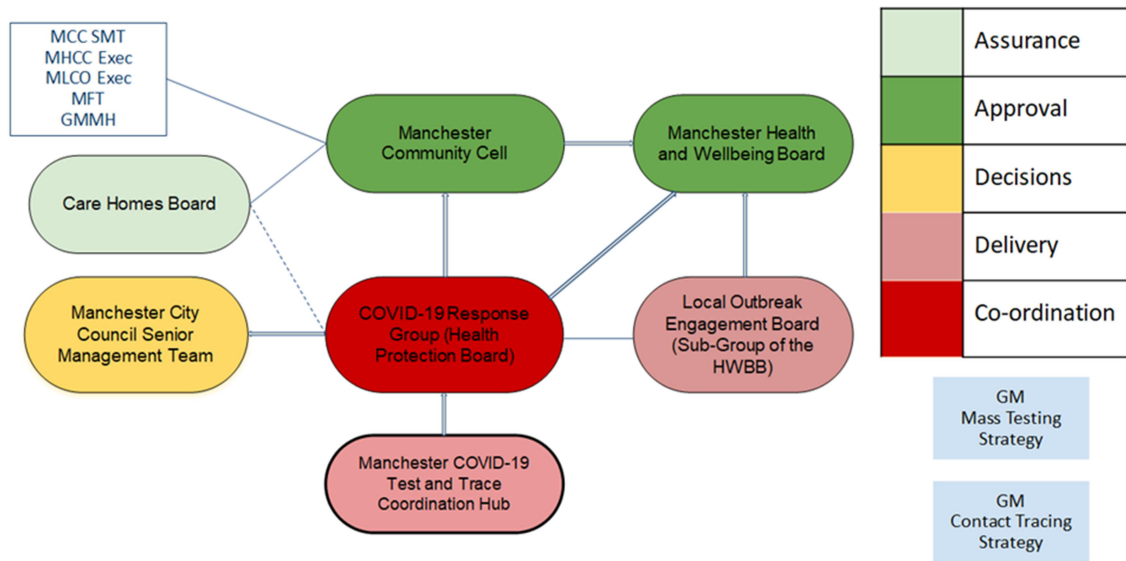 MCC SMT
MHCC Exec
MLCO Exec
MFT
GMMH
Manchester
Community Cell
Manchester Health
and Wellbeing Board
Care Homes Board
Manchester City
Council Senior
Management Team
COVID-19 Response
Group (Health
Protection Board)
Local Outbreak
Engagement Board
(Sub-Group of the
HWBB)
Manchester COVID-19
Test and Trace
Coordination Hub
Assurance
Approval
Decisions
Delivery
Co-ordination
GM
Mass Testing
Strategy
GM
Contact Tracing
Strategy